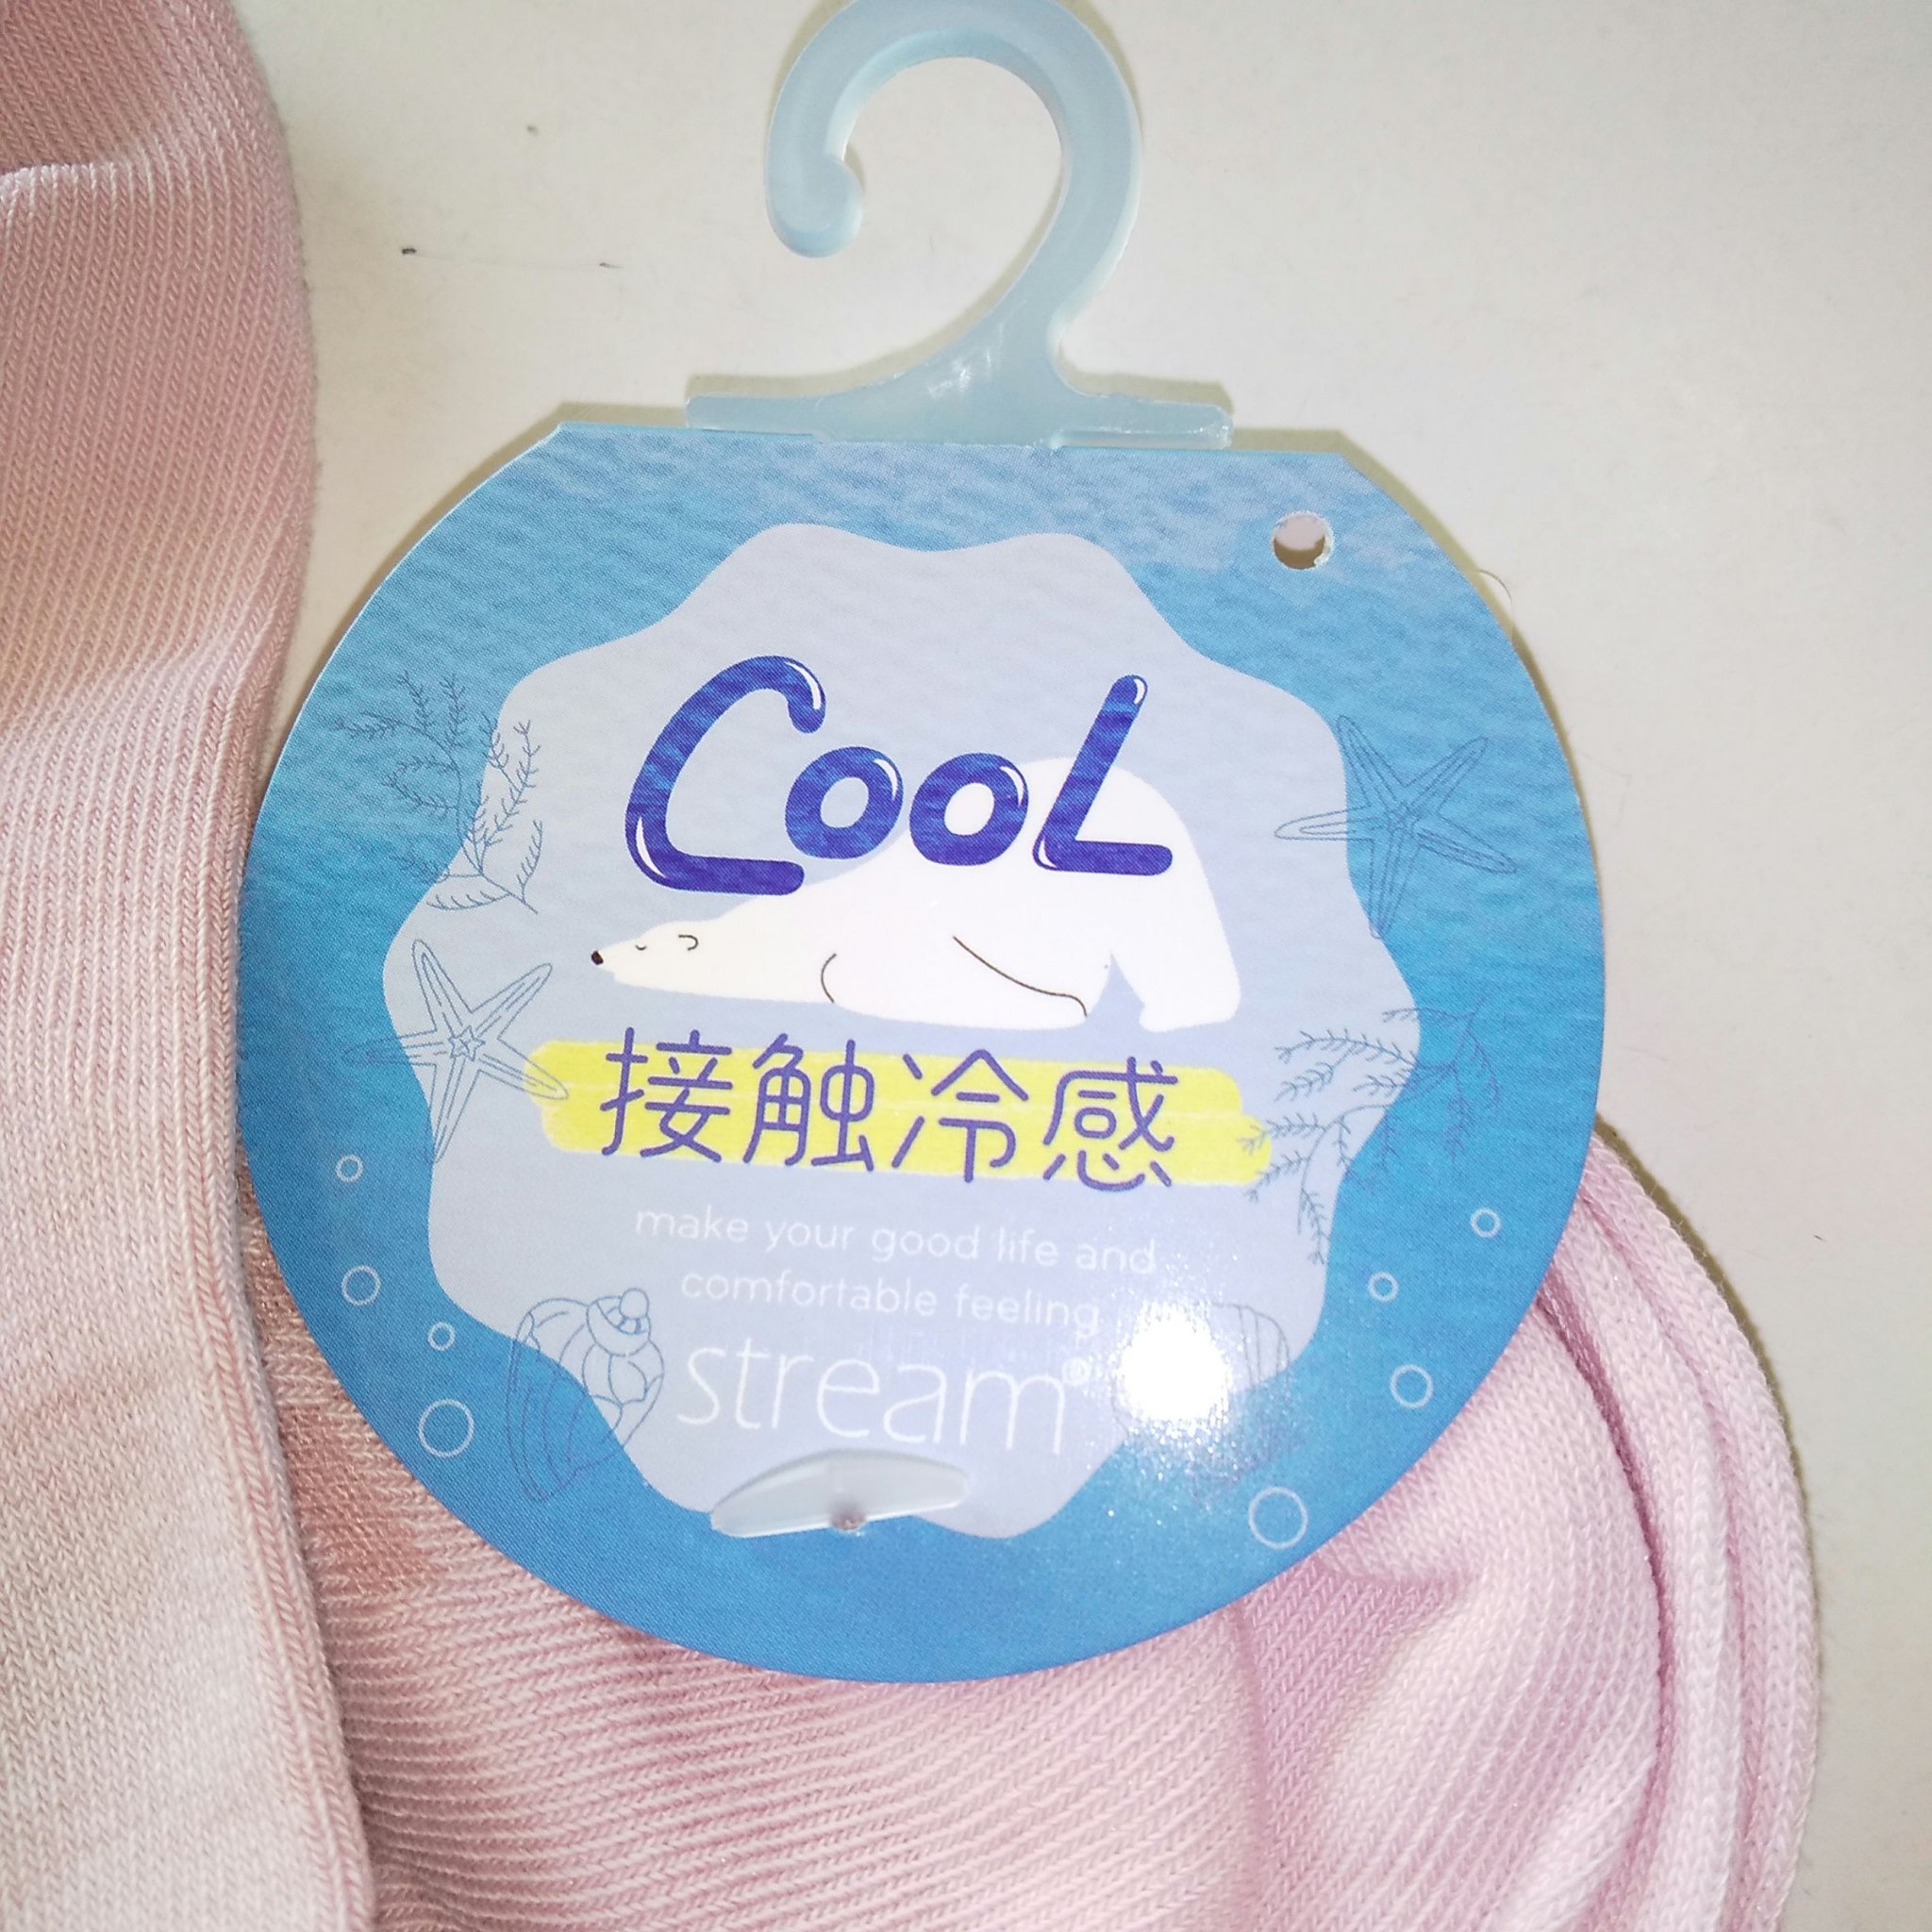 Cool
接触冷感
make your good life and
comfortable feeling
stream®